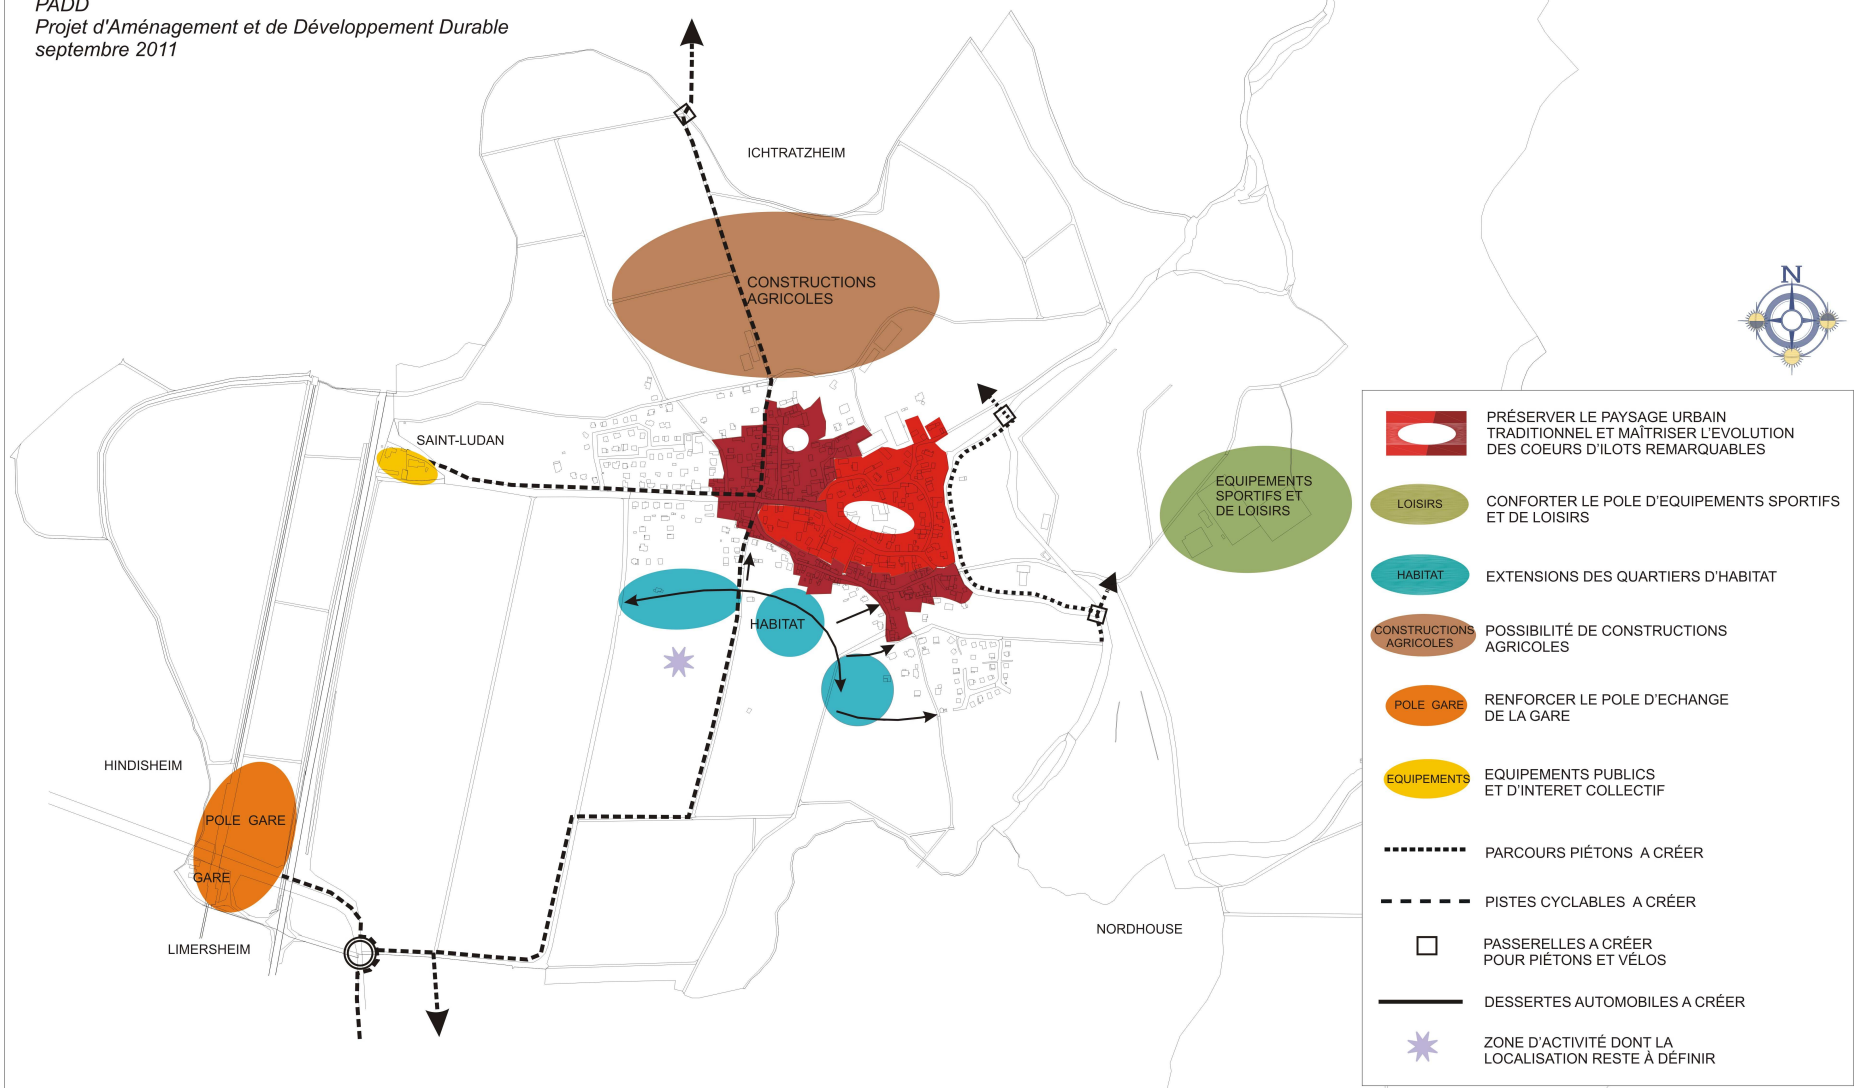 PADD
Projet d'Aménagement et de Développement Durable
septembre 2011
ICHTRATZHEIM
CONSTRUCTIONS
AGRICOLES
N
SAINT-LUDAN
EQUIPEMENTS
SPORTIFS ET
DE LOISIRS
HABITAT
HINDISHEIM
POLE GARE
GARE
LIMERSHEIM
NORDHOUSE
PRÉSERVER LE PAYSAGE URBAIN
TRADITIONNEL ET MAÎTRISER L'EVOLUTION
DES COEURS D'ILOTS REMARQUABLES
LOISIRS
CONFORTER LE POLE D'EQUIPEMENTS SPORTIFS
ET DE LOISIRS
HABITAT
EXTENSIONS DES QUARTIERS D'HABITAT
CONSTRUCTIONS
AGRICOLES
POSSIBILITÉ DE CONSTRUCTIONS
AGRICOLES
POLE GARE
RENFORCER LE POLE D'ECHANGE
DE LA GARE
EQUIPEMENTS
EQUIPEMENTS PUBLICS
ET D'INTERET COLLECTIF
PARCOURS PIÉTONS A CRÉER
PISTES CYCLABLES A CRÉER
PASSERELLES A CRÉER
POUR PIÉTONS ET VÉLOS
DESSERTES AUTOMOBILES A CRÉER
ZONE D'ACTIVITÉ DONT LA
LOCALISATION RESTE À DÉFINIR